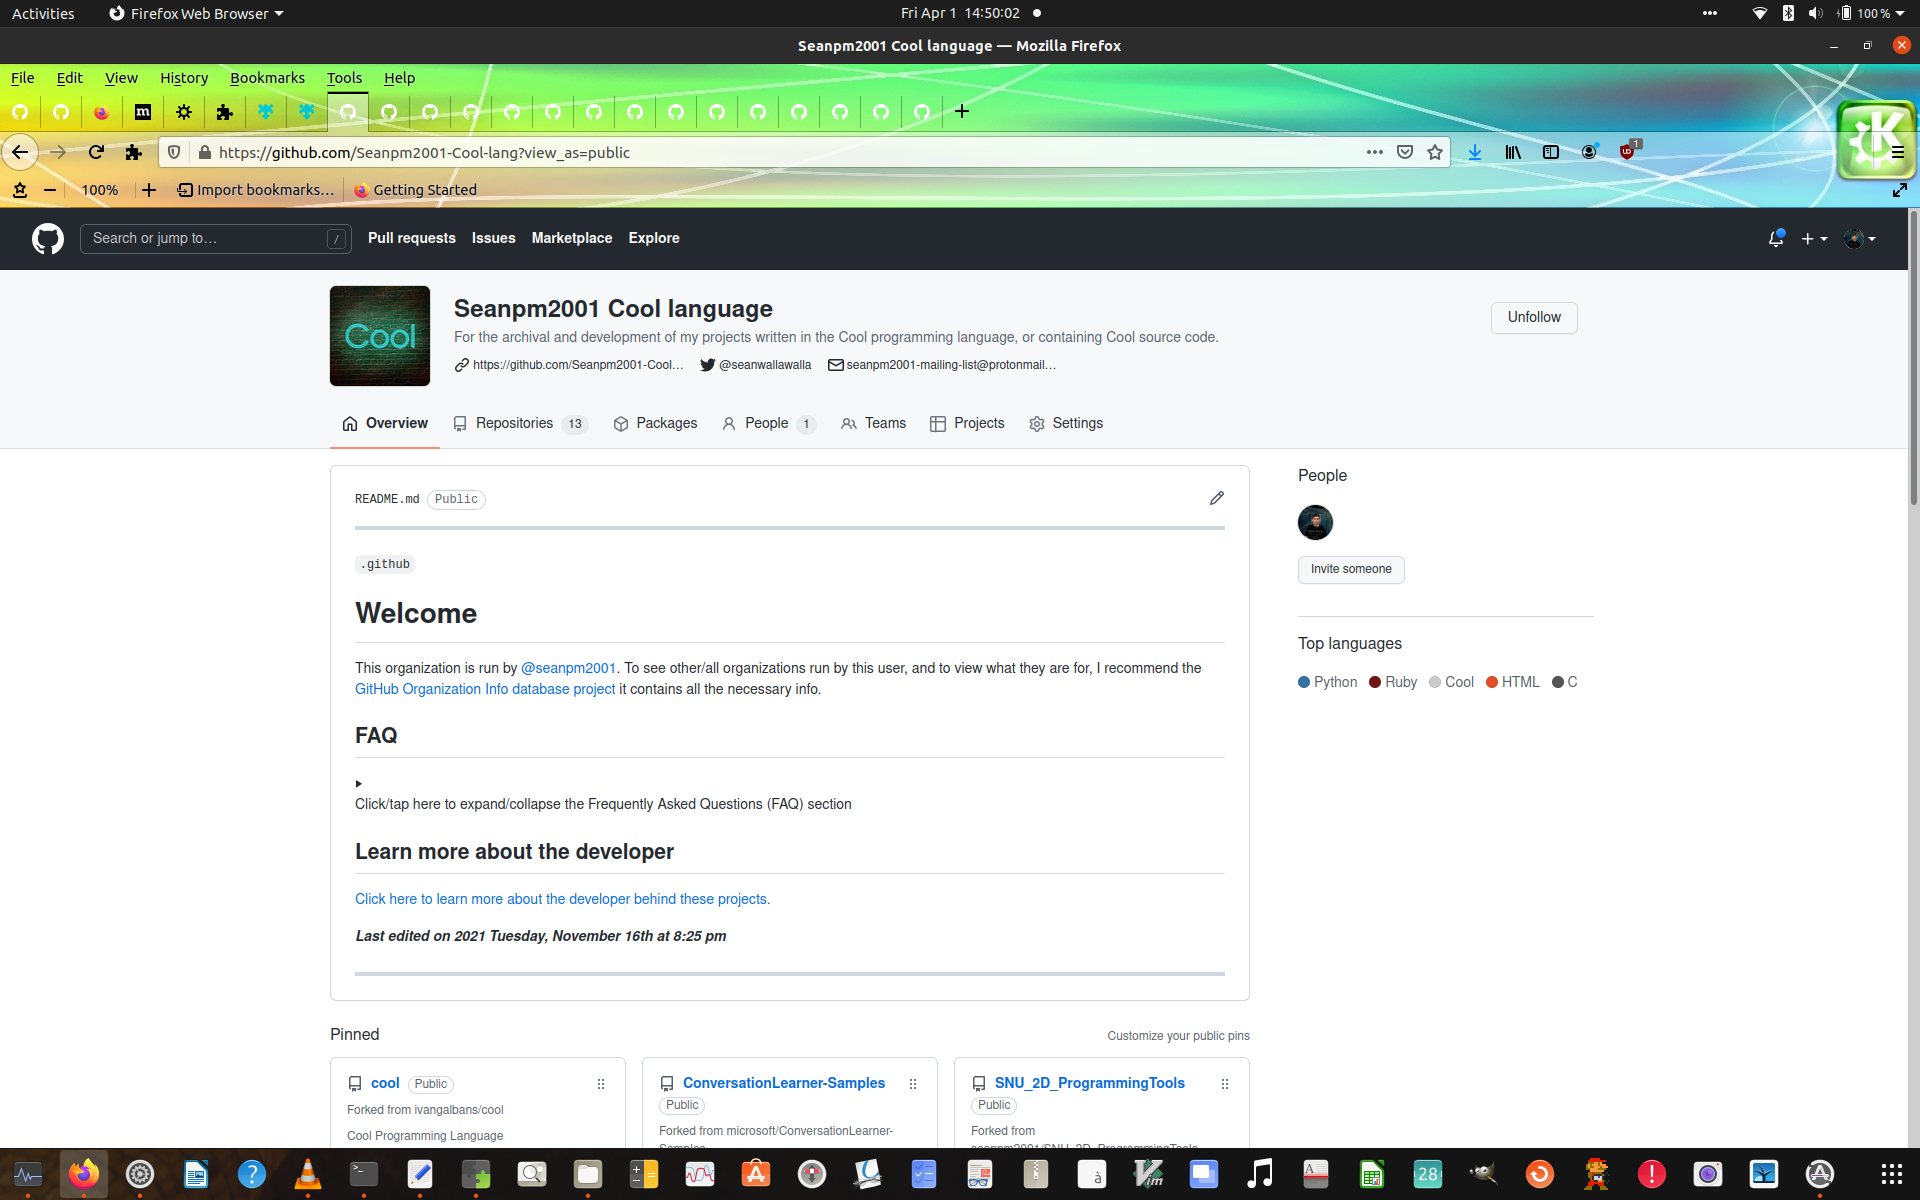 Activities
Firefox Web Browser
Fri Apr 1 14:50:02
100 %
Seanpm2001 Cool language — Mozilla Firefox
File Edit View History Bookmarks Tools Help
https://github.com/Seanpm2001-Cool-lang?view_as=public
1
100%
Import bookmarks…
Getting Started
Search or jump to…
/
Pull requests Issues Marketplace Explore
Cool
Seanpm2001 Cool language
For the archival and development of my projects written in the Cool programming language, or containing Cool source code.
https://github.com/Seanpm2001-Cool… @seanwallawalla seanpm2001-mailing-list@protonmail…
Unfollow
Overview Repositories 13 Packages People 1 Teams Projects Settings
README.md Public
.github
Welcome
This organization is run by @seanpm2001. To see other/all organizations run by this user, and to view what they are for, I recommend the
GitHub Organization Info database project it contains all the necessary info.
FAQ
Click/tap here to expand/collapse the Frequently Asked Questions (FAQ) section
Learn more about the developer
Click here to learn more about the developer behind these projects.
Last edited on 2021 Tuesday, November 16th at 8:25 pm
People
Invite someone
Top languages
Python Ruby Cool HTML C
Pinned
Customize your public pins
cool Public
Forked from ivangalbans/cool
Cool Programming Language
ConversationLearner-Samples
Public
Forked from microsoft/ConversationLearner-
Samples
SNU_2D_ProgrammingTools
Public
Forked from
seanpm2001/SNU_2D_ProgrammingTools
28